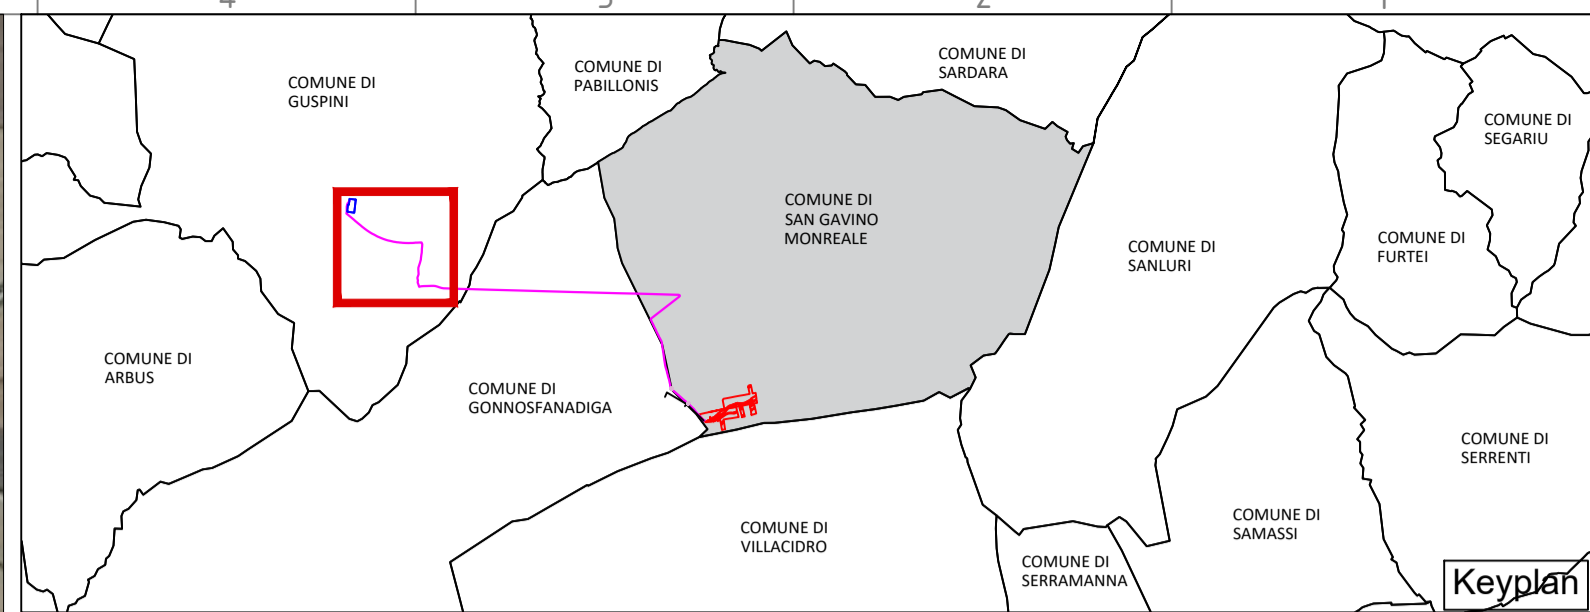 COMUNE DI
GUSPINI
COMUNE DI
PABILLONIS
COMUNE DI
SARDARA
COMUNE DI
SEGARIU
COMUNE DI
SAN GAVINO
MONREALE
COMUNE DI
SANLURI
COMUNE DI
FURTEI
COMUNE DI
ARBUS
COMUNE DI
GONNOSFANADIGA
COMUNE DI
SERRENTI
COMUNE DI
VILLACIDRO
COMUNE DI
SAMASSI
COMUNE DI
SERRAMANNA
Keyplan